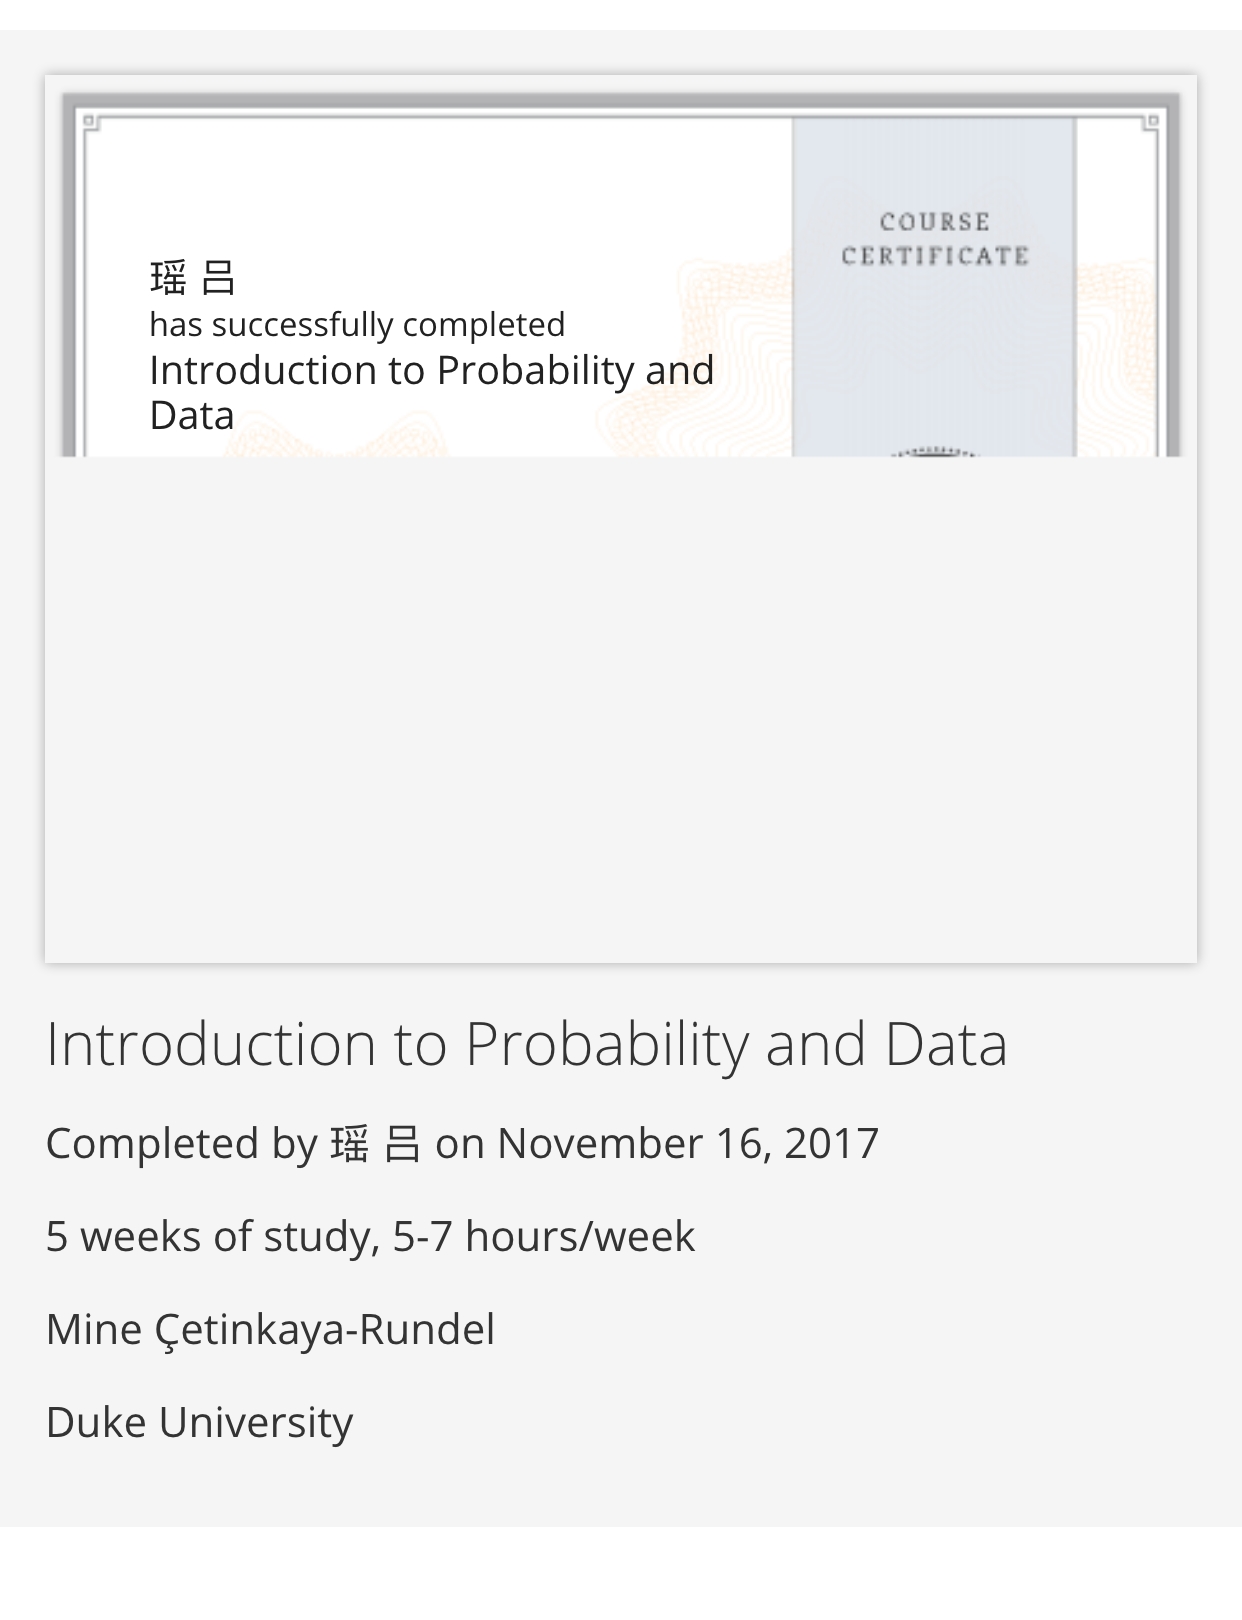 COURSE
CERTIFICATE
瑶 吕
has successfully completed
Introduction to Probability and
Data
Introduction to Probability and Data
Completed by 瑶 吕 on November 16, 2017
5 weeks of study, 5-7 hours/week
Mine Çetinkaya-Rundel
Duke University